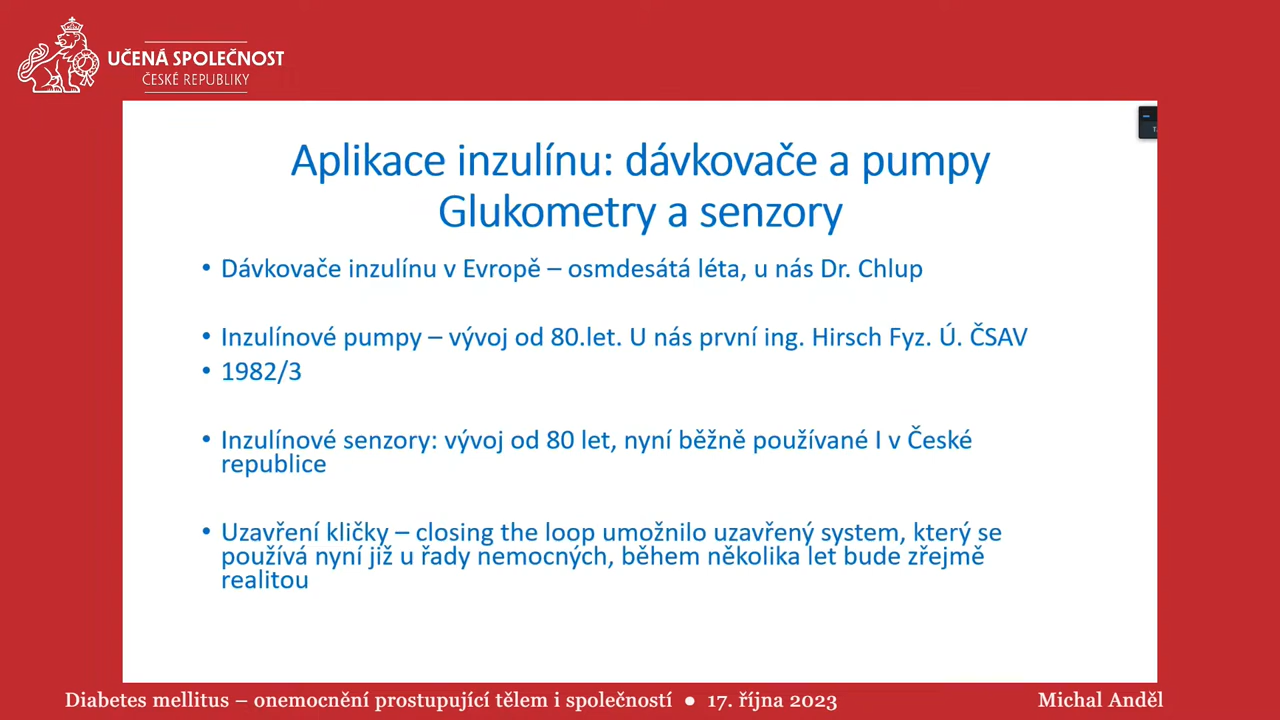 UČENÁ SPOLEČNOST
ČESKÉ REPUBLIKY
Aplikace inzulínu: dávkovače a pumpy
Glukometry a senzory
• Dávkovače inzulínu v Evropě – osmdesátá léta, u nás Dr. Chlup
• Inzulínové pumpy – vývoj od 80.let. U nás první ing. Hirsch Fyz. Ú. ČSAV
• 1982/3
• Inzulínové senzory: vývoj od 80 let, nyní běžně používané I v České
republice
• Uzavření kličky – closing the loop umožnilo uzavřený system, který se
používá nyní již u řady nemocných, během několika let bude zřejmě
realitou
Diabetes mellitus – onemocnění prostupující tělem i společností ● 17. října 2023
Michal Anděl